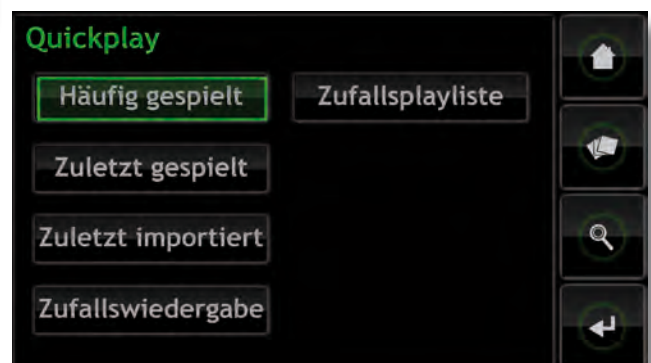 Quickplay
Häufig gespielt
Zufallsplayliste
Zuletzt gespielt
Zuletzt importiert
Zufallswiedergabe